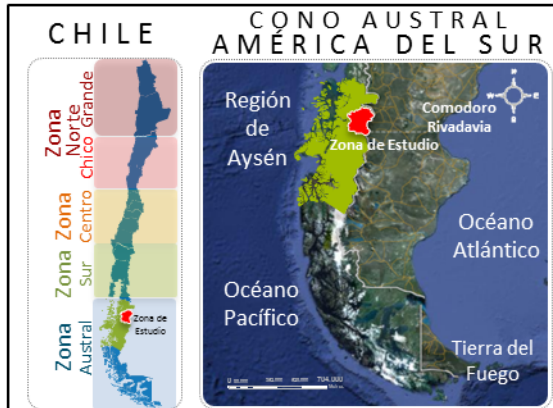 CHILE
Zona
Norte
Grande
Chico
Zona
Centro
Zona
Sur
Zona
Austral
Zona de
Estudio
CONO AUSTRAL
AMÉRICA DEL SUR
Región
de
Aysén
Comodoro
Rivadavia
Zona de Estudio
Océano
Atlántico
Océano
Pacífico
Tierra del
Fuego